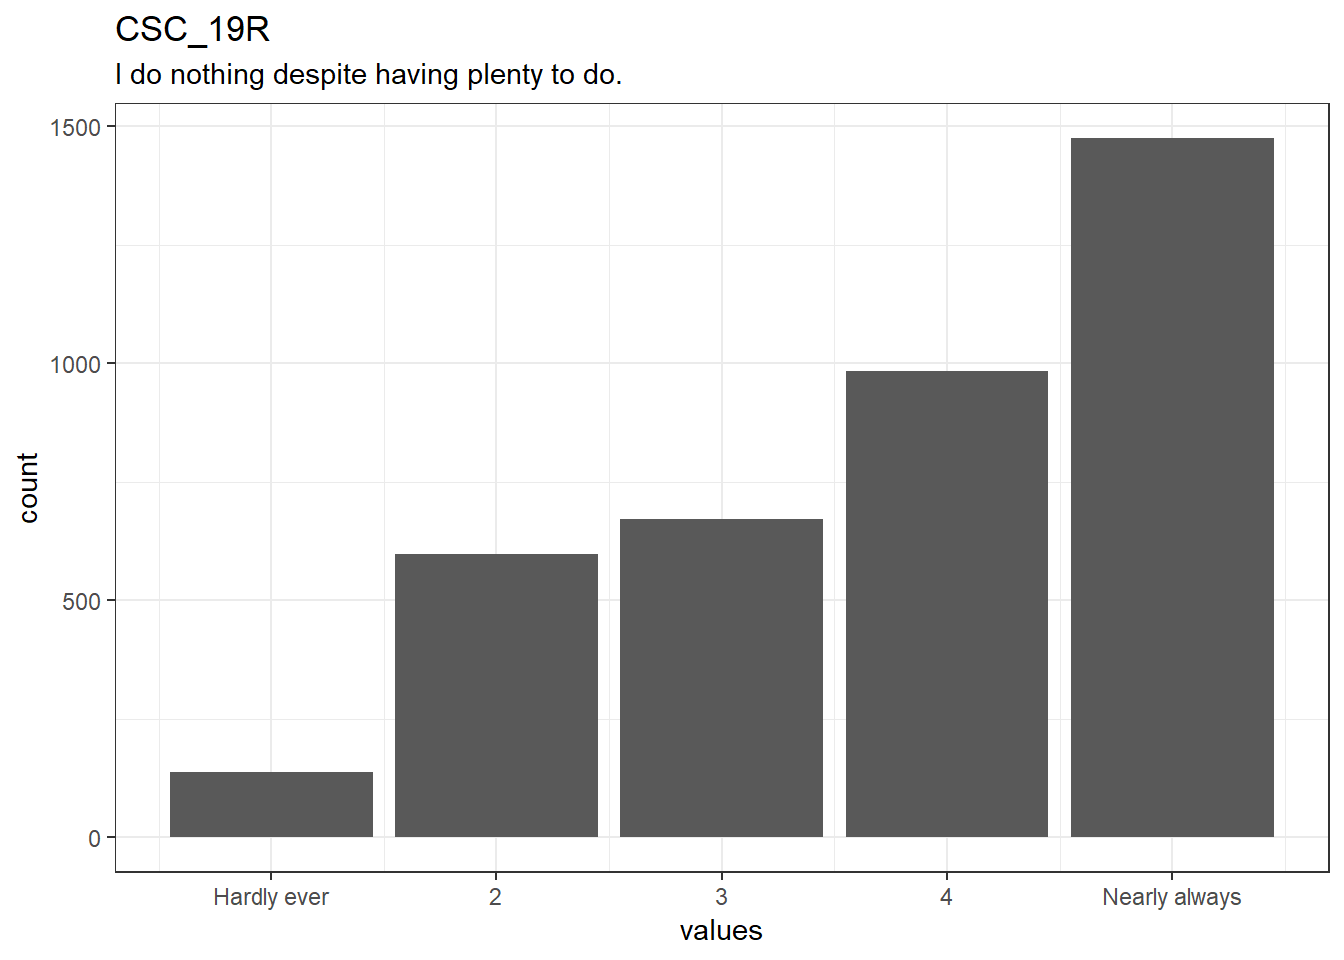 CSC_19R
I do nothing despite having plenty to do.
1500
1000
500
0
count
Hardly ever 2 3 4 Nearly always
values